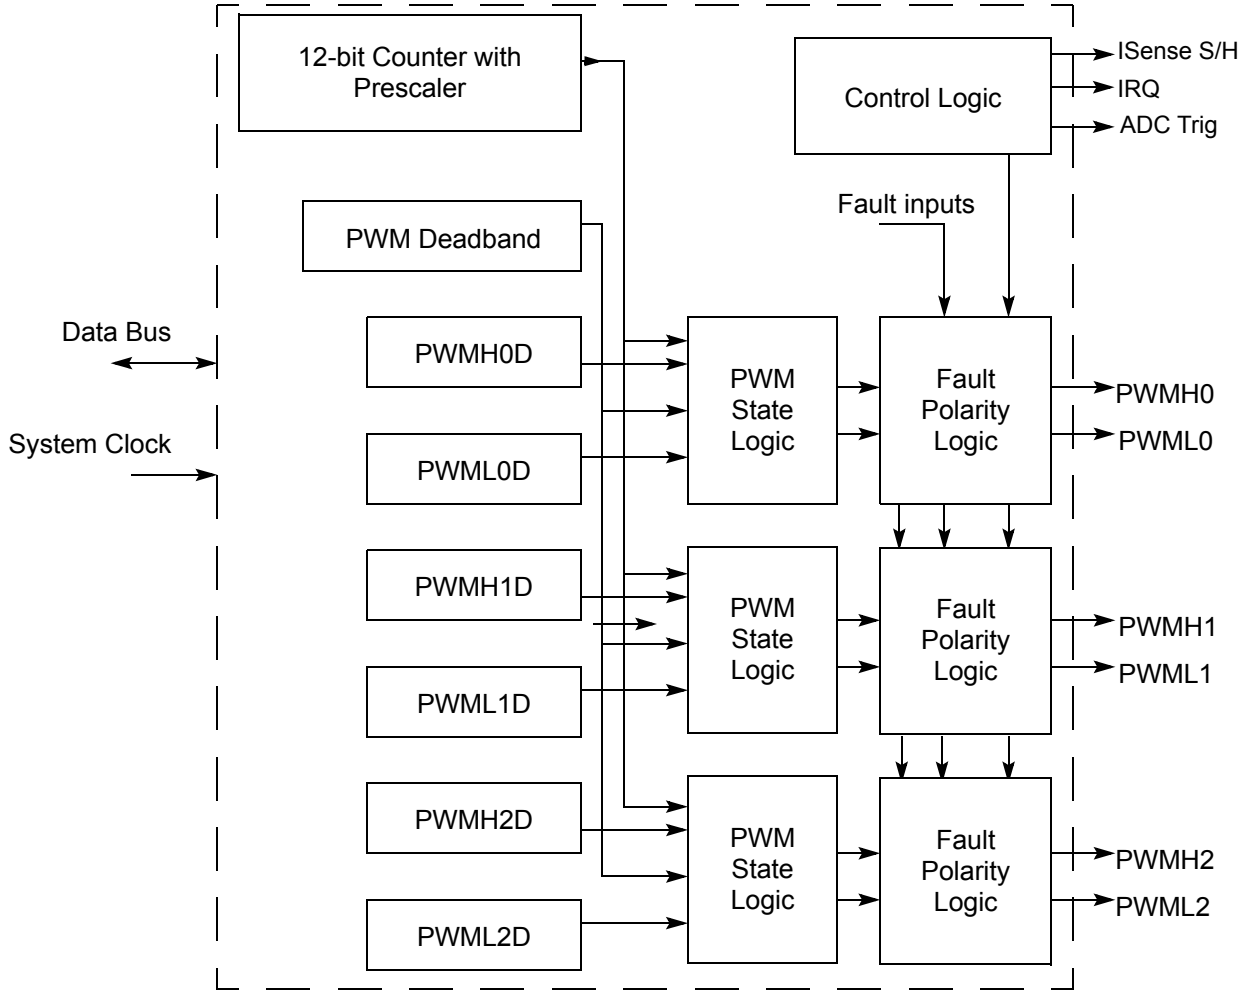 12-bit Counter with
Prescaler
Control Logic
ISense S/H
IRQ
ADC Trig
PWM Deadband
Fault inputs
Data Bus
System Clock
PWMH0D
PWML0D
PWM
State
Logic
Fault
Polarity
Logic
PWMH0
PWML0
PWMH1D
PWML1D
PWM
State
Logic
Fault
Polarity
Logic
PWMH1
PWML1
PWMH2D
PWML2D
PWM
State
Logic
Fault
Polarity
Logic
PWMH2
PWML2